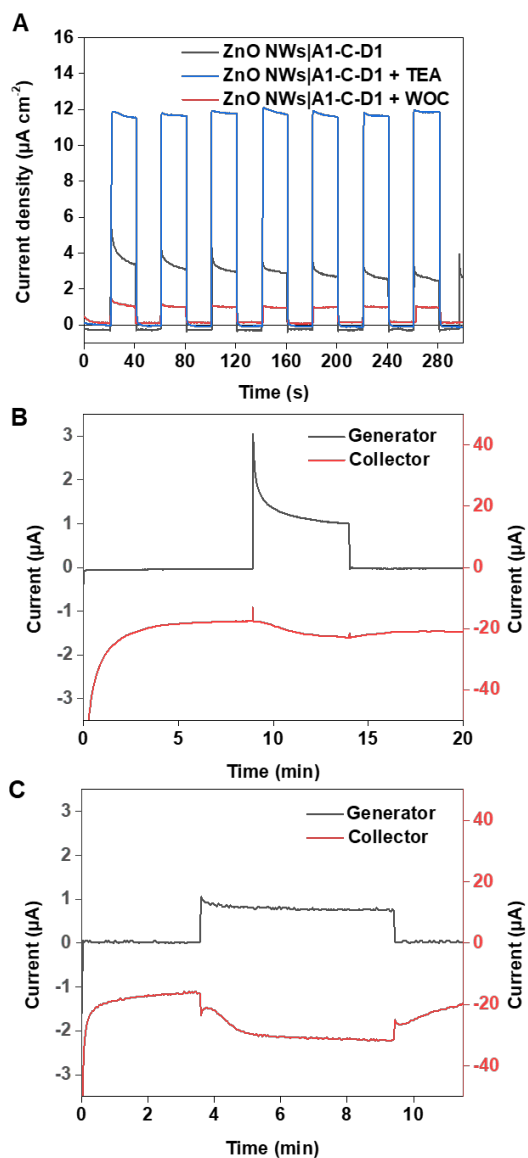 A
ZnO NWs|A1-C-D1
ZnO NWs|A1-C-D1 + TEA
ZnO NWs|A1-C-D1 + WOC
Current density (µA cm-2)
16
14
12
10
8
6
4
2
0
0 40 80 120 160 200 240 280
Time (s)
B
Generator
Collector
Current (µA)
3
2
1
0
-1
-2
-3
40
20
0
-20
-40
Current (µA)
0 5 10 15 20
Time (min)
C
Generator
Collector
Current (µA)
3
2
1
0
-1
-2
-3
40
20
0
-20
-40
Current (µA)
0 2 4 6 8 10
Time (min)